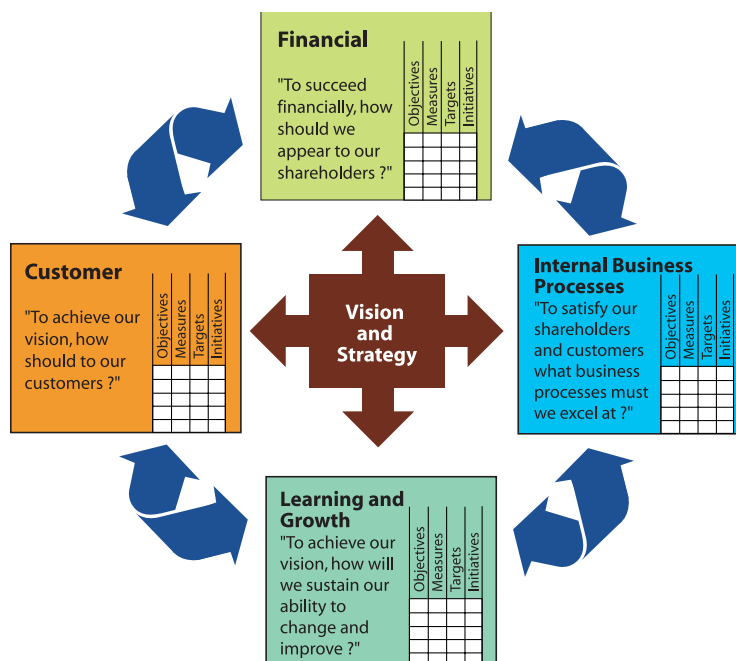 Financial
"To succeed
financially, how
should we
appear to our
shareholders ?"
Objectives
Measures
Targets
Initiatives
Customer
"To achieve our
vision, how
should to our
customers ?"
Objectives
Measures
Targets
Initiatives
Vision
and
Strategy
Internal Business
Processes
"To satisfy our
shareholders
and customers
what business
processes must
we excel at ?"
Objectives
Measures
Targets
Initiatives
Learning and
Growth
"To achieve our
vision, how will
we sustain our
ability to
change and
improve ?"
Objectives
Measures
Targets
Initiatives